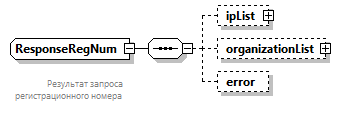 ipList
ResponseRegNum
organizationList
Результат запроса
регистрационного номера
error